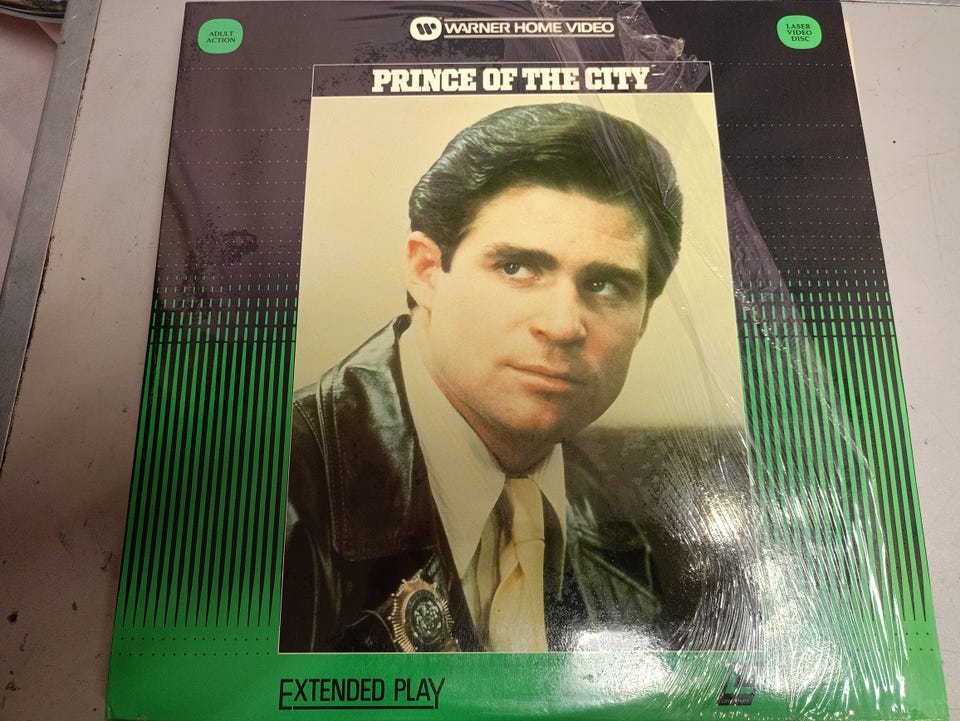 ADULT
ACTION
WARNER HOME VIDEO
LASER
VIDEO
DISC
PRINCE OF THE CITY
EXTENDED PLAY